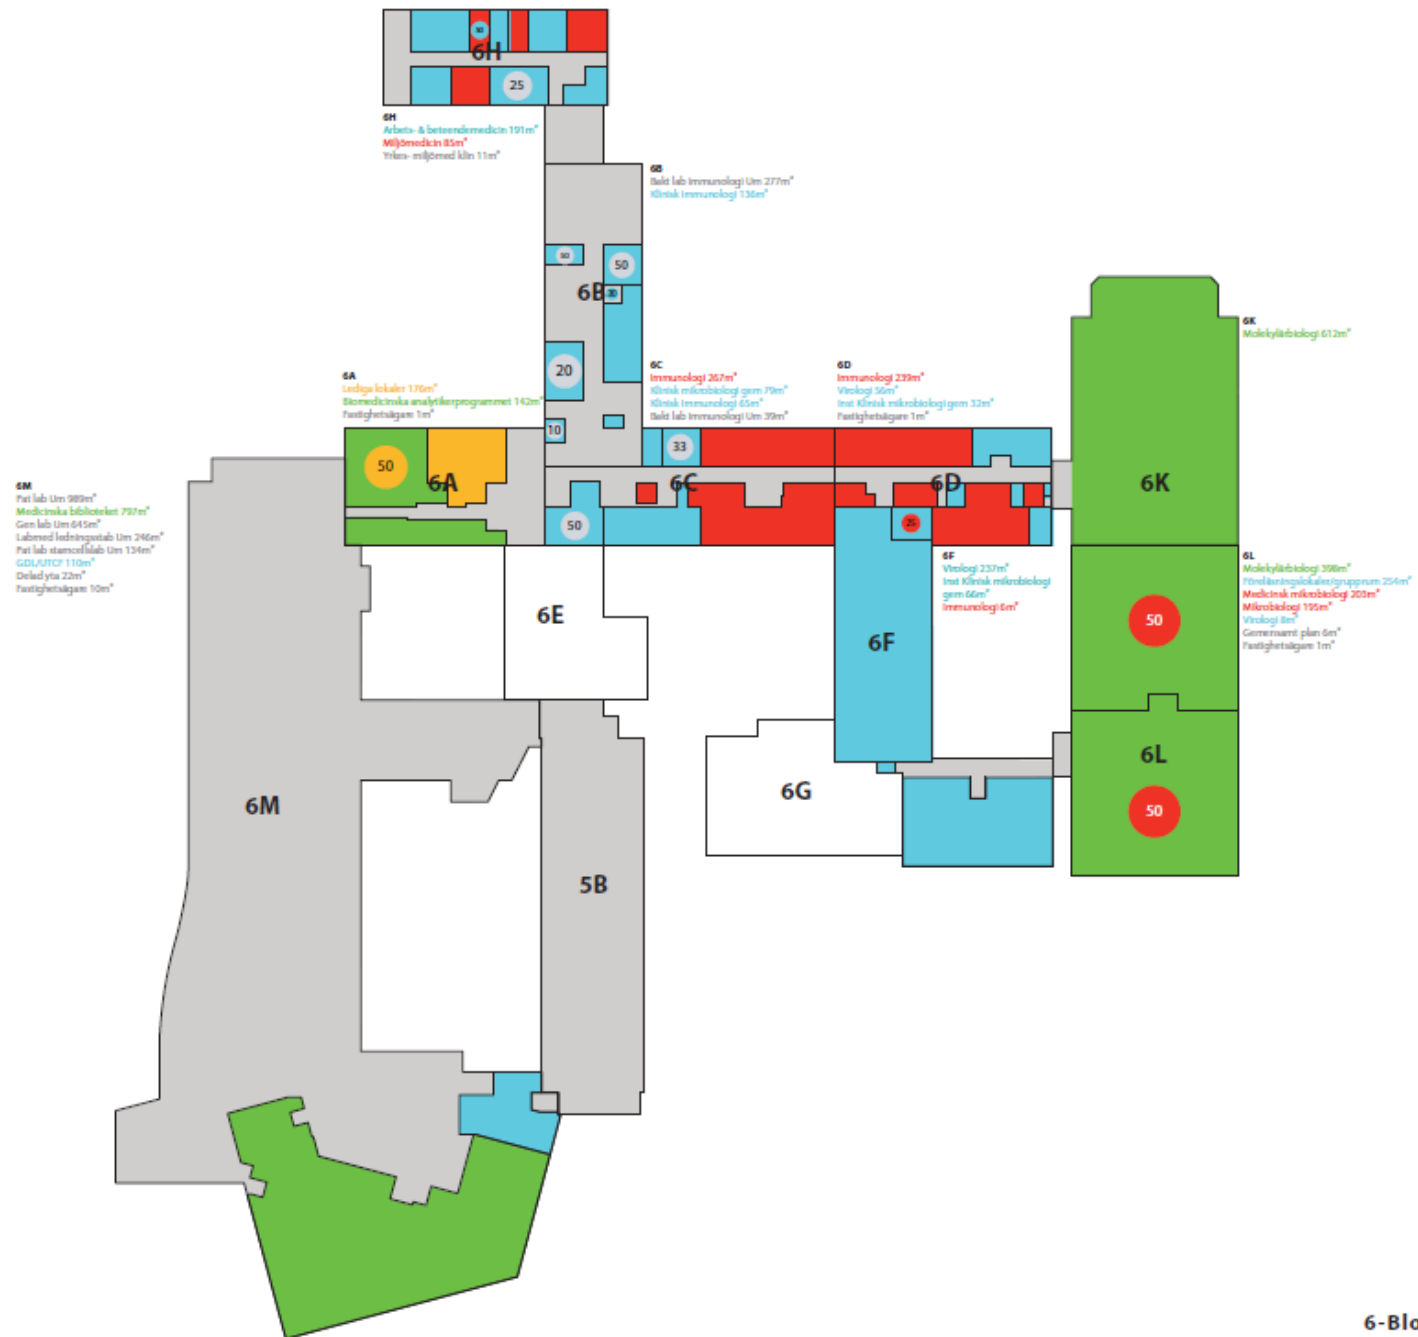 50
6H
25
6H
Arbets- & beteendemedicin 191m²
Miljömedicin 85m²
Yrkes- miljömed klin 11m²
6B
Bakt lab Immunologi Um 277m²
Klinisk Immunologi 136m²
50
50
6B
20
10
6K
Molekylärbiologi 612m²
6A
Lediga lokaler 176m²
Biomedicinska analytikerprogrammet 142m²
Fastighetsägare 1m²
6C
Immunologi 267m²
Klinisk mikrobiologi gem 79m²
Klinisk Immunologi 65m²
Bakt lab Immunologi Um 39m²
6D
Immunologi 239m²
Virologi 56m²
Inst Klinisk mikrobiologi gem 32m²
Fastighetsägare 1m²
50
6A
33
6C
6D
6K
50
25
6M
Pat lab Um 989m²
Medicinska biblioteket 797m²
Gen lab Um 645m²
Labmed ledningsstab Um 246m²
Pat lab stamcellslab Um 134m²
GDL/UTCF 110m²
Delad yta 22m²
Fastighetsägare 10m²
6F
Virologi 237m²
Inst Klinisk mikrobiologi
gem 66m²
Immunologi 6m²
6L
Molekylärbiologi 398m²
Föreläsningslokaler/grupprum 254m²
Medicinsk mikrobiologi 203m²
Mikrobiologi 195m²
Virologi 8m²
Gemensamt plan 6m²
Fastighetsägare 1m²
6E
6F
50
6L
6G
6M
50
5B
6-Blo